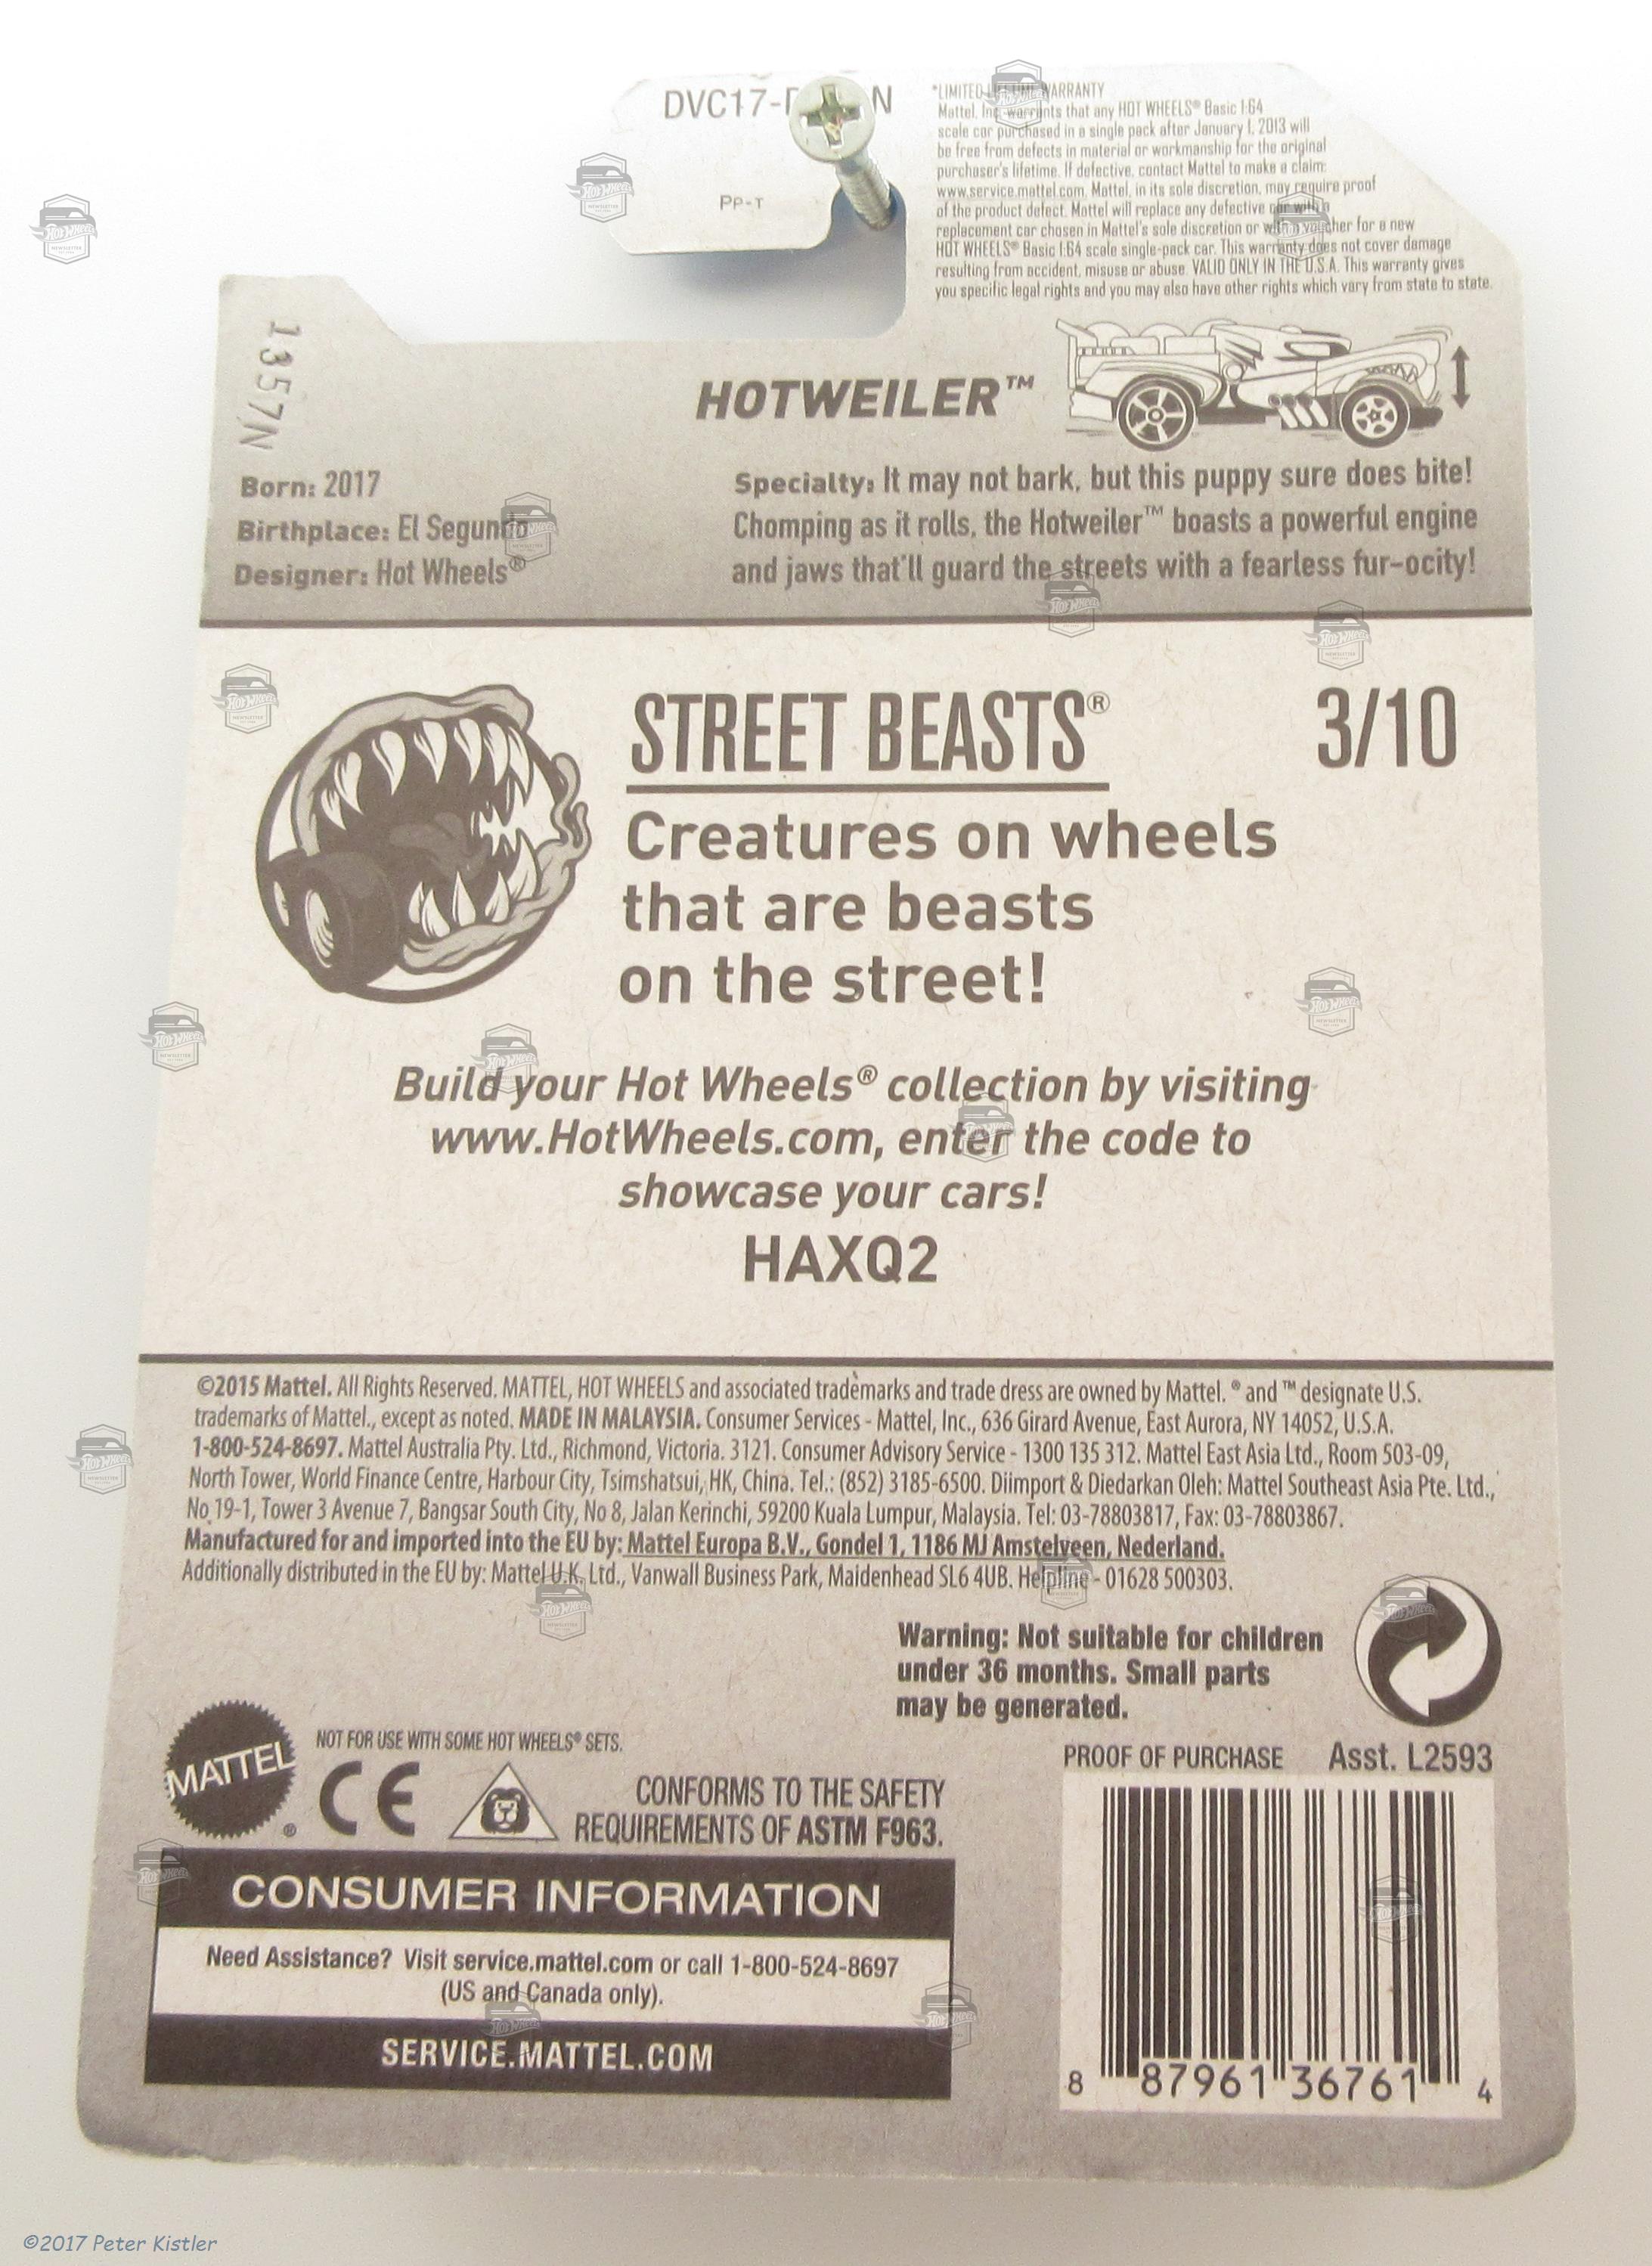 DVC17-
N
PP-T
*LIMITED LIFETIME WARRANTY
Mattel, Inc. warrants that any HOT WHEELS® Basic 1:64
scale car purchased in a single pack after January 1, 2013 will
be free from defects in material or workmanship for the original
purchaser's lifetime. If defective, contact Mattel to make a claim:
www.service.mattel.com. Mattel, in its sole discretion, may require proof
of the product defect. Mattel will replace any defective car with a
replacement car chosen in Mattel's sole discretion or with a voucher for a new
HOT WHEELS® Basic 1:64 scale single-pack car. This warranty does not cover damage
resulting from accident, misuse or abuse. VALID ONLY IN THE U.S.A. This warranty gives
you specific legal rights and you may also have other rights which vary from state to state.
1357N
HOTWEILER™
Born: 2017
Birthplace: El Segundo
Designer: Hot Wheels®
Specialty: It may not bark, but this puppy sure does bite!
Chomping as it rolls, the Hotweiler™ boasts a powerful engine
and jaws that'll guard the streets with a fearless fur-ocity!
STREET BEASTS®
3/10
Creatures on wheels
that are beasts
on the street!
Build your Hot Wheels® collection by visiting
www.HotWheels.com, enter the code to
showcase your cars!
HAXQ2
©2015 Mattel. All Rights Reserved. MATTEL, HOT WHEELS and associated trademarks and trade dress are owned by Mattel. ® and ™ designate U.S.
trademarks of Mattel., except as noted. MADE IN MALAYSIA. Consumer Services - Mattel, Inc., 636 Girard Avenue, East Aurora, NY 14052, U.S.A.
1-800-524-8697. Mattel Australia Pty. Ltd., Richmond, Victoria. 3121. Consumer Advisory Service - 1300 135 312. Mattel East Asia Ltd., Room 503-09,
North Tower, World Finance Centre, Harbour City, Tsimshatsui, HK, China. Tel.: (852) 3185-6500. Diimport & Diedarkan Oleh: Mattel Southeast Asia Pte. Ltd.,
No 19-1, Tower 3 Avenue 7, Bangsar South City, No 8, Jalan Kerinchi, 59200 Kuala Lumpur, Malaysia. Tel: 03-78803817, Fax: 03-78803867.
Manufactured for and imported into the EU by: Mattel Europa B.V., Gondel 1, 1186 MJ Amstelveen, Nederland.
Additionally distributed in the EU by: Mattel U.K. Ltd., Vanwall Business Park, Maidenhead SL6 4UB. Helpline - 01628 500303.
Warning: Not suitable for children
under 36 months. Small parts
may be generated.
MATTEL®
NOT FOR USE WITH SOME HOT WHEELS® SETS.
CE
CONFORMS TO THE SAFETY
REQUIREMENTS OF ASTM F963.
PROOF OF PURCHASE Asst. L2593
CONSUMER INFORMATION
Need Assistance? Visit service.mattel.com or call 1-800-524-8697
(US and Canada only).
SERVICE.MATTEL.COM
8 87961 36761 4
©2017 Peter Kistler